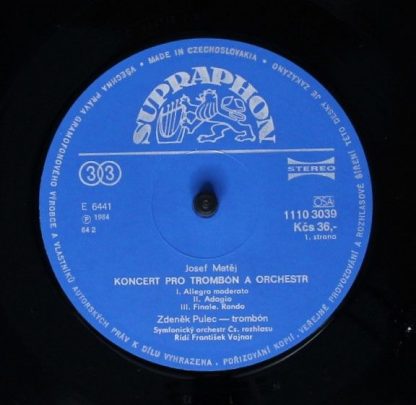 VŠECHNA PRÁVA GRAMOFONOVÉHO VÝROBCE A VLASTNÍKŮ AUTORSKÝCH PRÁV K DÍLU VYHRAZENA. POŘIZOVÁNÍ KOPIÍ, VEŘEJNÉ PROVOZOVÁNÍ A ROZHLASOVÉ ŠÍŘENÍ TÉTO DESKY JE ZAKÁZÁNO • MADE IN CZECHOSLOVAKIA •
SUPRAPHON
33
STEREO
E 6441
OSA
℗ 1984
1110 3039
84 2
Kčs 36,-
1. strana
Josef Matěj
KONCERT PRO TROMBÓN A ORCHESTR
I. Allegro moderato
II. Adagio
III. Finale. Rondo
Zdeněk Pulec — trombón
Symfonický orchestr Čs. rozhlasu
Řídí František Vajnar